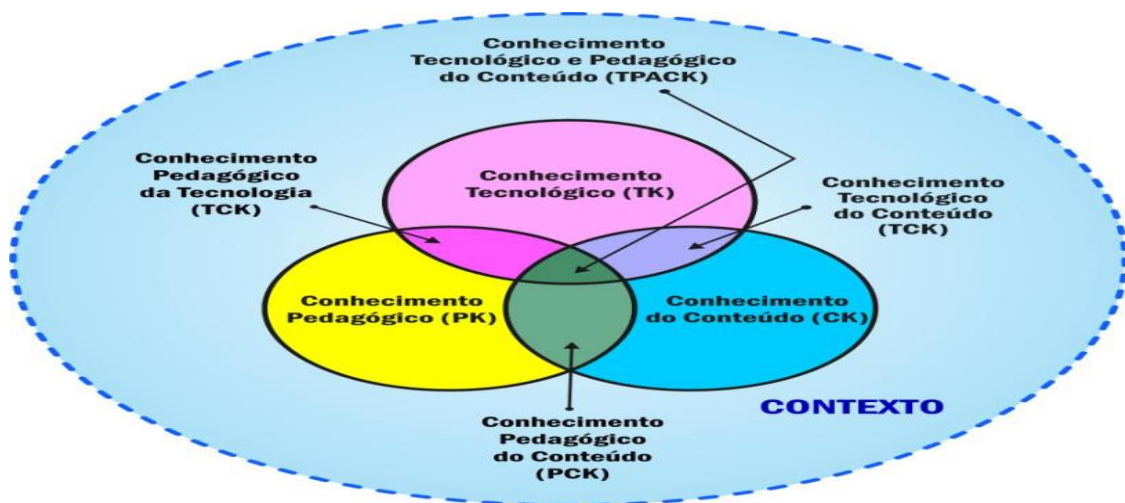 Conhecimento
Tecnológico e Pedagógico
do Conteúdo (TPACK)
Conhecimento
Pedagógico
da Tecnologia
(TCK)
Conhecimento
Tecnológico (TK)
Conhecimento
Tecnológico
do Conteúdo
(TCK)
Conhecimento
Pedagógico (PK)
Conhecimento
do Conteúdo (CK)
CONTEXTO
Conhecimento
Pedagógico
do Conteúdo
(PCK)